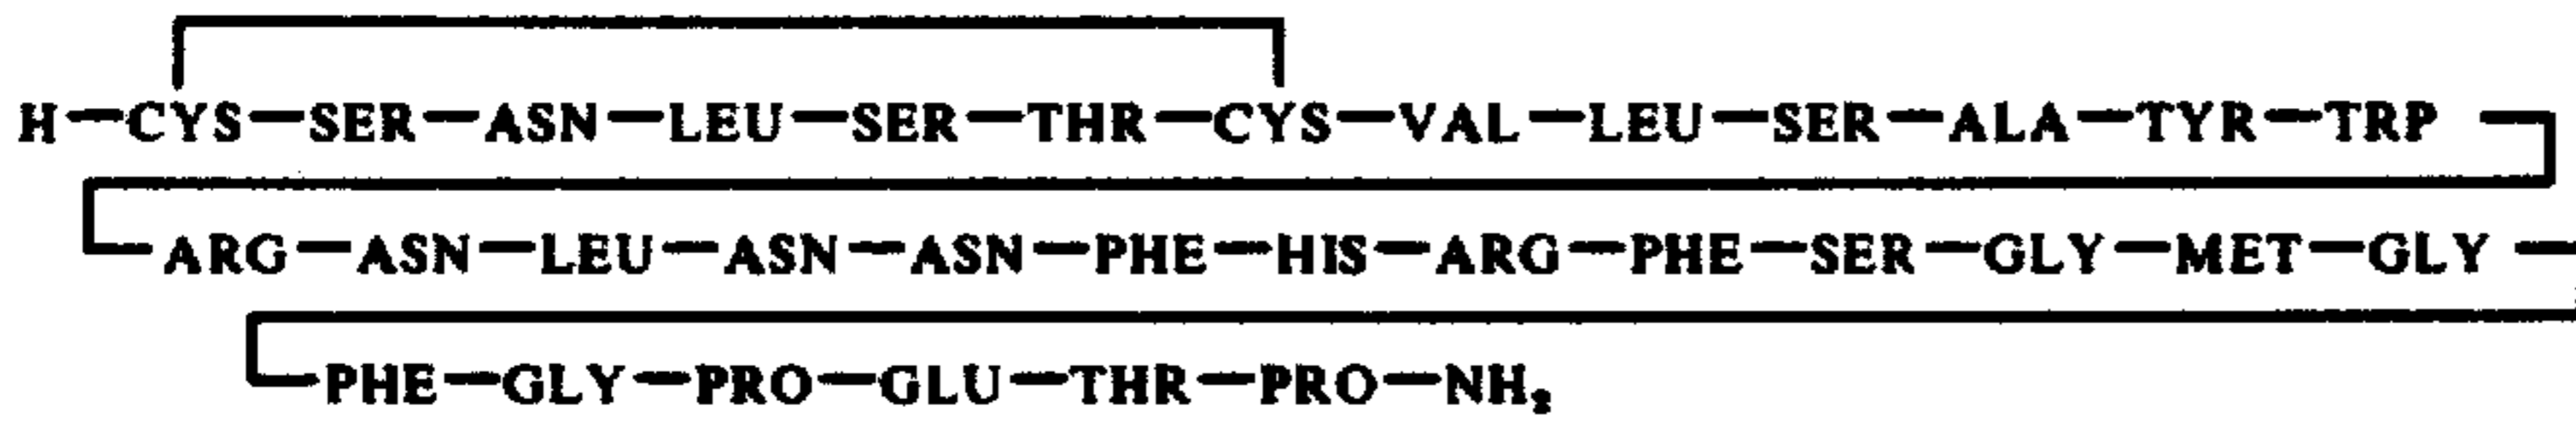 H—CYS—SER—ASN—LEU—SER—THR—CYS—VAL—LEU—SER—ALA—TYR—TRP
ARG—ASN—LEU—ASN—ASN—PHE—HIS—ARG—PHE—SER—GLY—MET—GLY
PHE—GLY—PRO—GLU—THR—PRO—NH₂